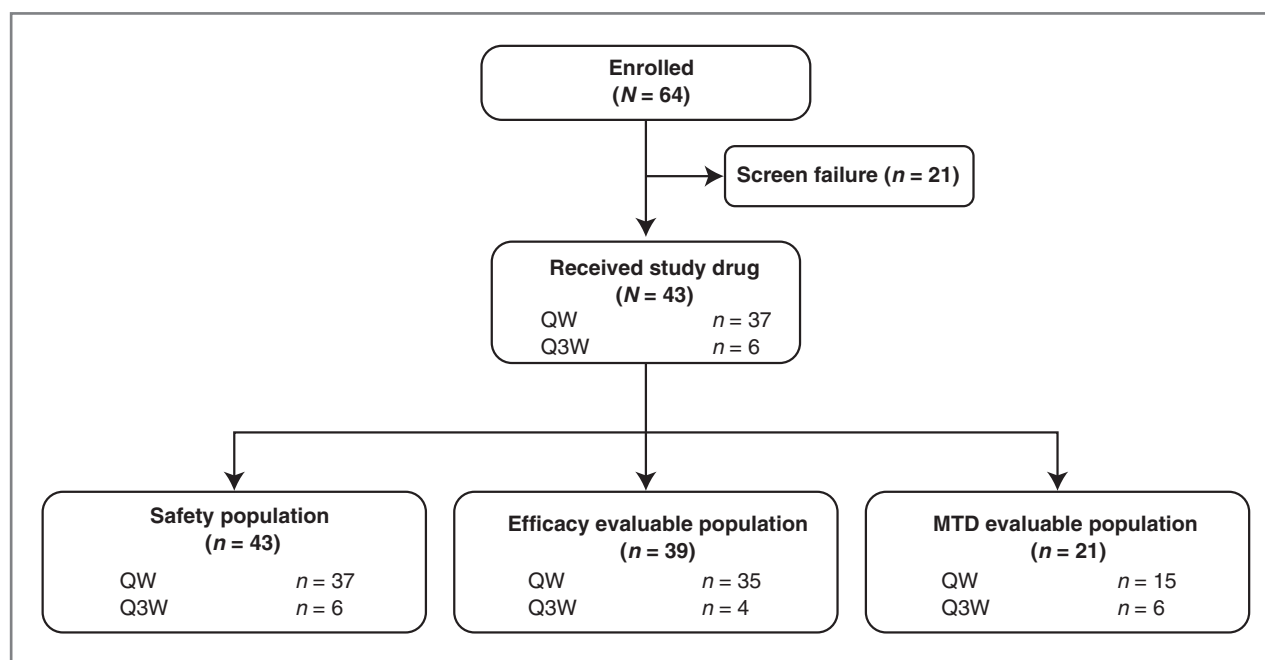 Enrolled
(N = 64)
Screen failure (n = 21)
Received study drug
(N = 43)
QW n = 37
Q3W n = 6
Safety population
(n = 43)
QW n = 37
Q3W n = 6
Efficacy evaluable population
(n = 39)
QW n = 35
Q3W n = 4
MTD evaluable population
(n = 21)
QW n = 15
Q3W n = 6